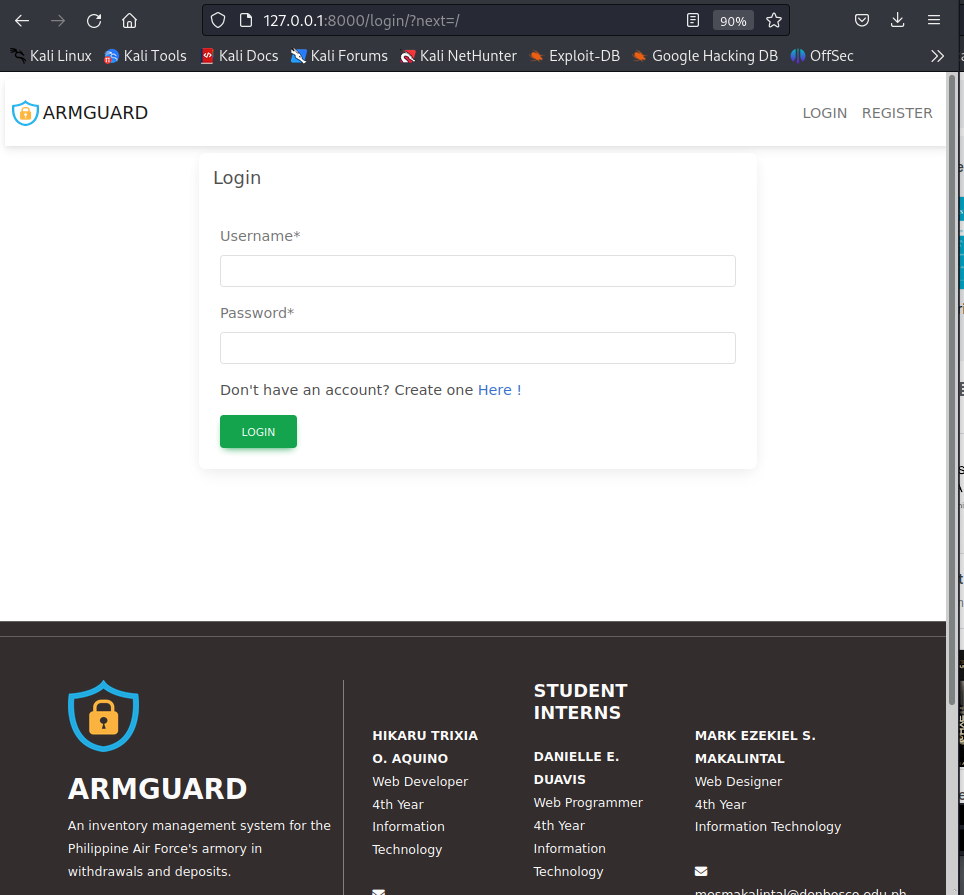 127.0.0.1:8000/login/?next=/
90%
Kali Linux Kali Tools Kali Docs Kali Forums Kali NetHunter Exploit-DB Google Hacking DB OffSec
ARMGUARD
LOGIN REGISTER
Login
Username*
Password*
Don't have an account? Create one Here !
LOGIN
ARMGUARD
An inventory management system for the
Philippine Air Force's armory in
withdrawals and deposits.
HIKARU TRIXIA
O. AQUINO
Web Developer
4th Year
Information
Technology
STUDENT
INTERNS
DANIELLE E.
DUAVIS
Web Programmer
4th Year
Information
Technology
MARK EZEKIEL S.
MAKALINTAL
Web Designer
4th Year
Information Technology
mesmakalintal@donbosco.edu.ph